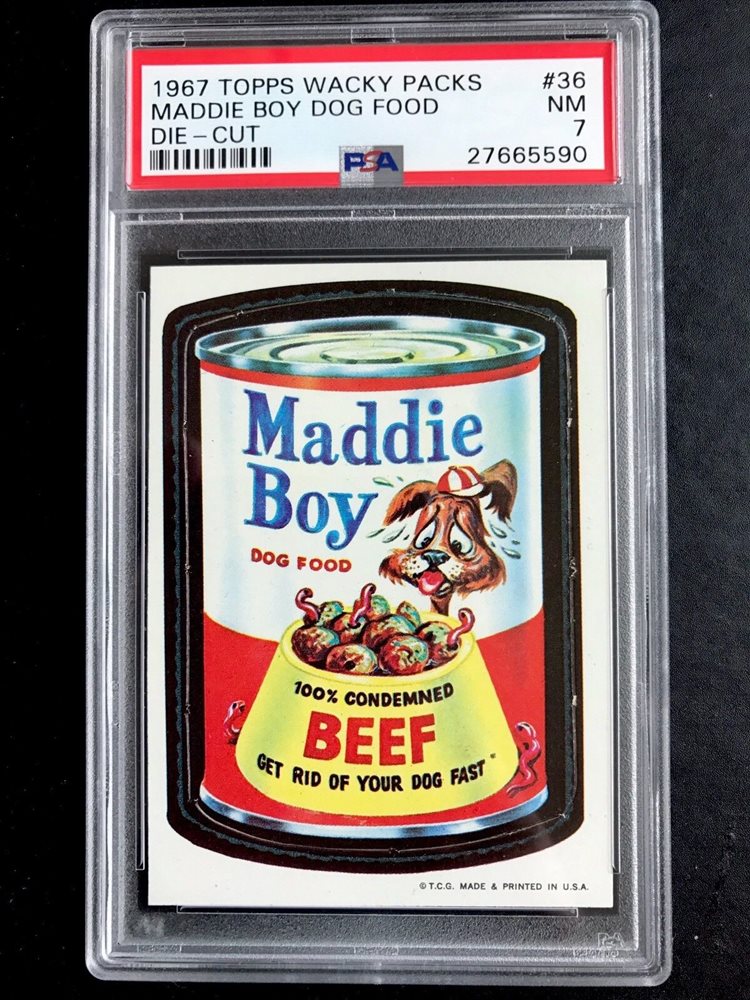 1967 TOPPS WACKY PACKS #36
MADDIE BOY DOG FOOD NM
DIE - CUT 7
PSA 27665590
Maddie
Boy
DOG FOOD
100% CONDEMNED
BEEF
GET RID OF YOUR DOG FAST
© T.C.G. MADE & PRINTED IN U.S.A.
PSA